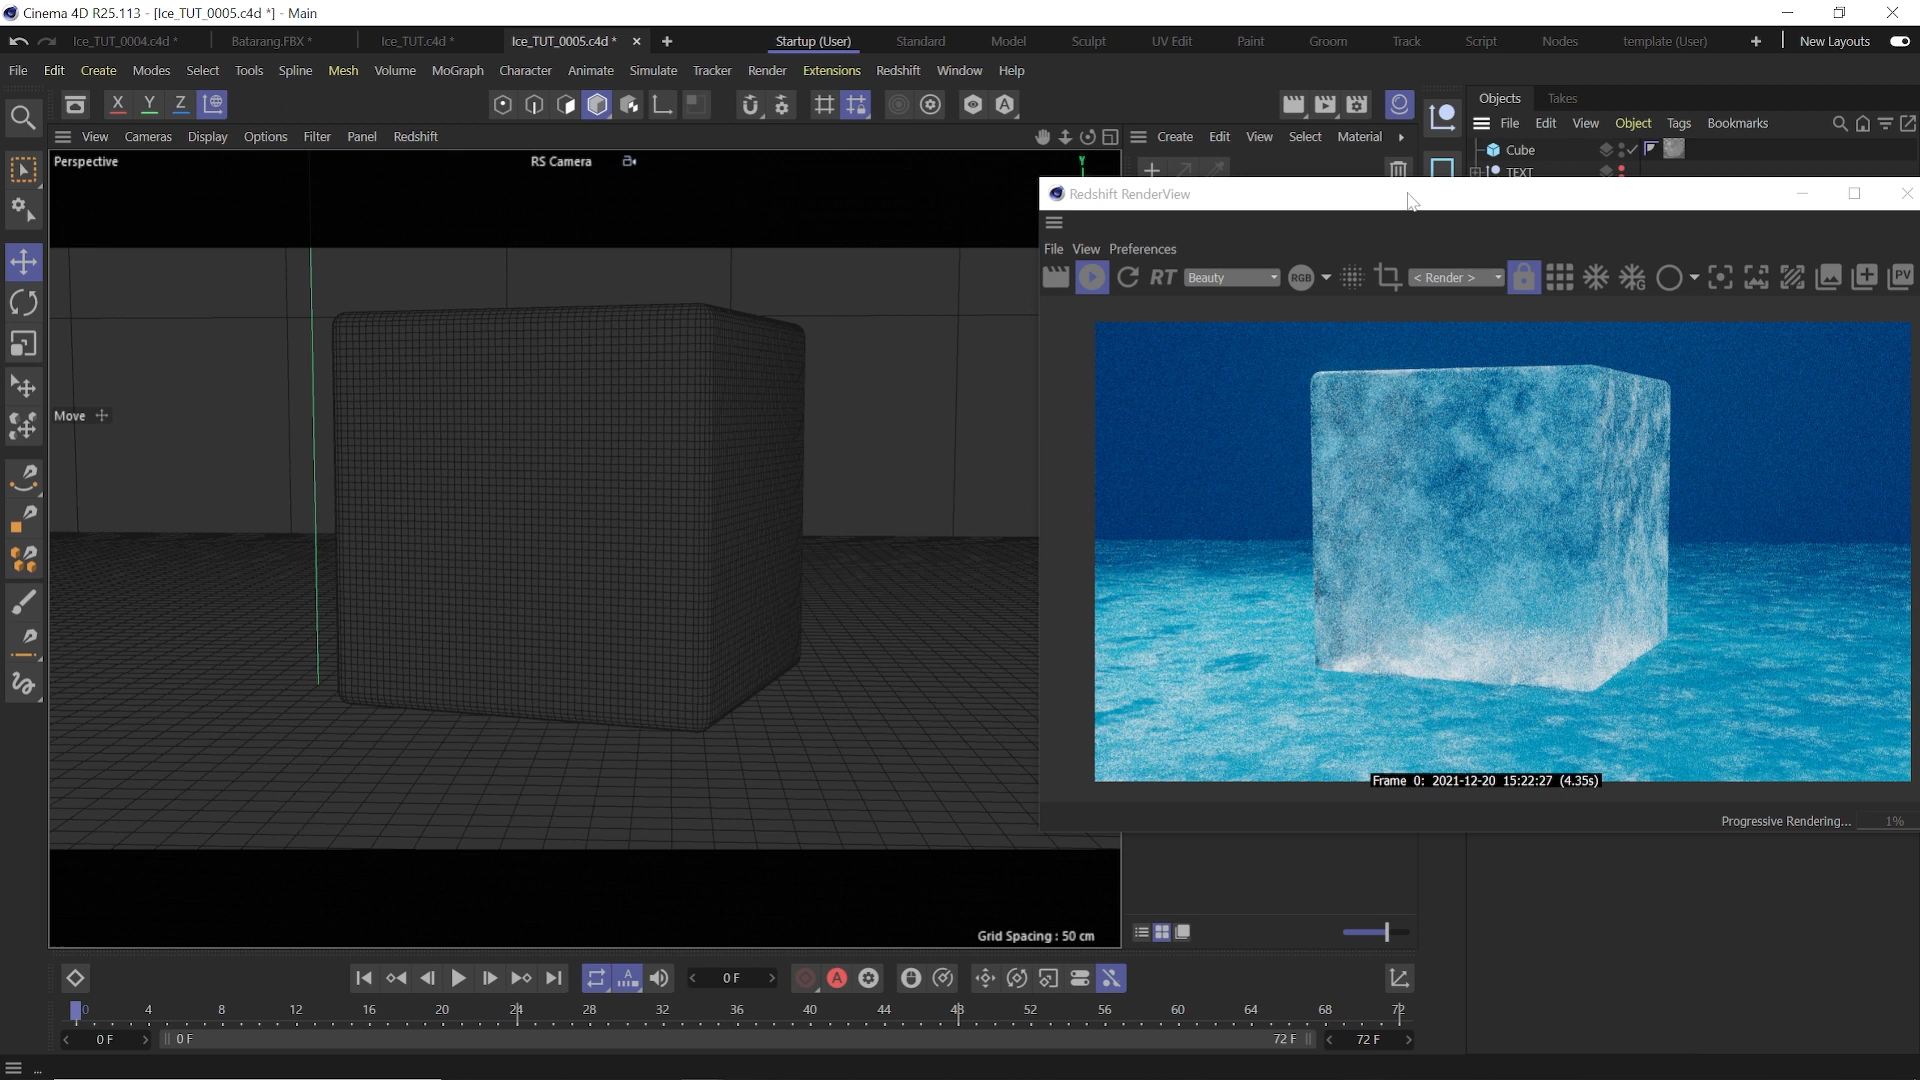 Cinema 4D R25.113 - [Ice_TUT_0005.c4d *] - Main
Ice_TUT_0004.c4d * Batarang.FBX * Ice_TUT.c4d * Ice_TUT_0005.c4d * Startup (User) Standard Model Sculpt UV Edit Paint Groom Track Script Nodes template (User) New Layouts
File Edit Create Modes Select Tools Spline Mesh Volume MoGraph Character Animate Simulate Tracker Render Extensions Redshift Window Help
X Y Z
Objects Takes
View Cameras Display Options Filter Panel Redshift
Create Edit View Select Material
File Edit View Object Tags Bookmarks
Perspective RS Camera Y
Cube
TEXT
Redshift RenderView
File View Preferences
RT Beauty RGB < Render > G PV
Move
Frame 0: 2021-12-20 15:22:27 (4.35s)
Progressive Rendering... 1%
Grid Spacing : 50 cm
A 0 F A
0 4 8 12 16 20 24 28 32 36 40 44 48 52 56 60 64 68 72
0 F 0 F 72 F 72 F
...